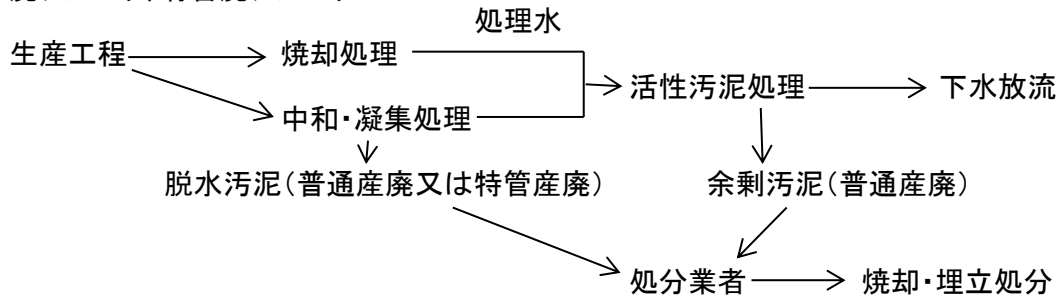 処理水
生産工程 焼却処理
活性汚泥処理 下水放流
中和・凝集処理
脱水汚泥（普通産廃又は特管産廃） 余剰汚泥（普通産廃）
処分業者 焼却・埋立処分